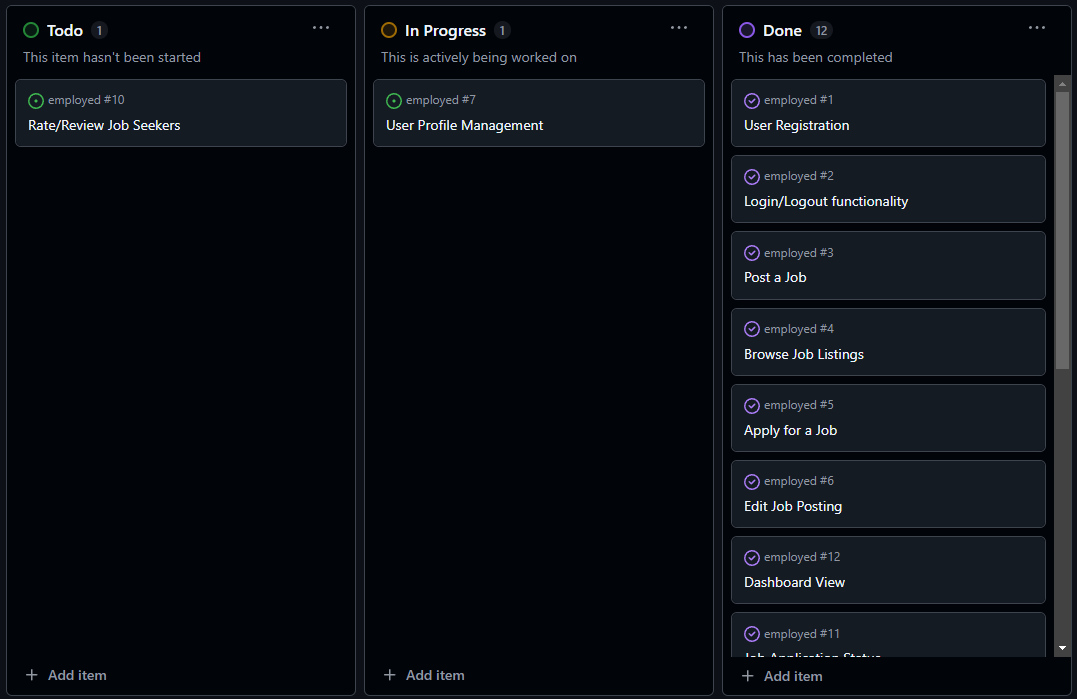 Todo 1
This item hasn't been started
employed #10
Rate/Review Job Seekers
+ Add item
In Progress 1
This is actively being worked on
employed #7
User Profile Management
+ Add item
Done 12
This has been completed
employed #1
User Registration
employed #2
Login/Logout functionality
employed #3
Post a Job
employed #4
Browse Job Listings
employed #5
Apply for a Job
employed #6
Edit Job Posting
employed #12
Dashboard View
employed #11
Job Application Status
+ Add item